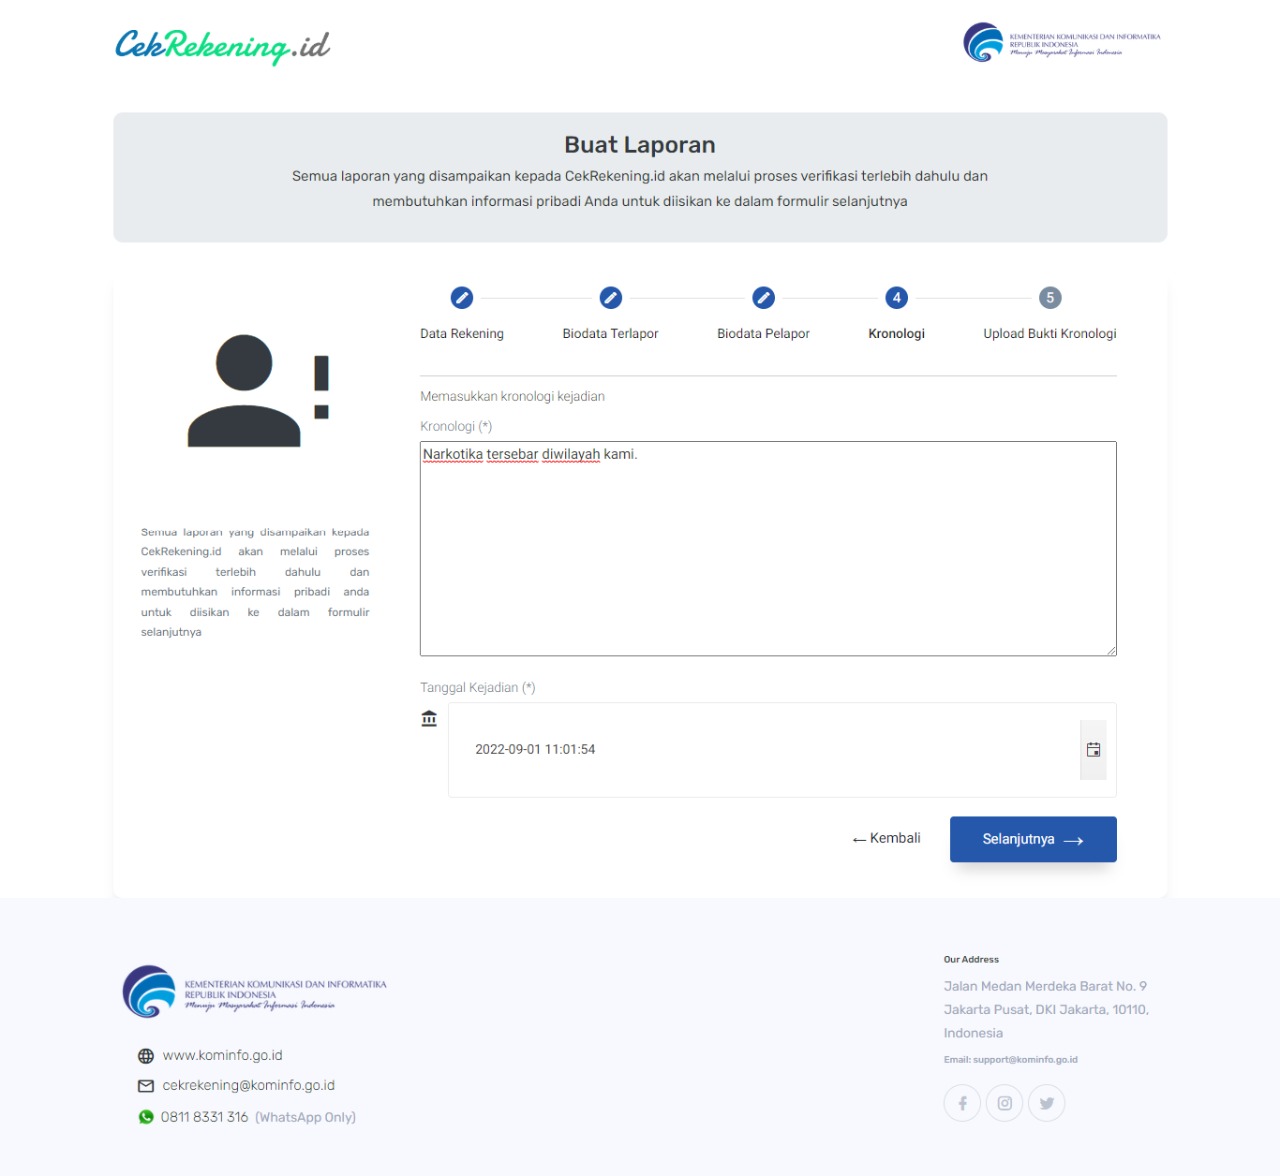 CekRekening.id
KEMENTERIAN KOMUNIKASI DAN INFORMATIKA
REPUBLIK INDONESIA
Menuju Masyarakat Informasi Indonesia
Buat Laporan
Semua laporan yang disampaikan kepada CekRekening.id akan melalui proses verifikasi terlebih dahulu dan
membutuhkan informasi pribadi Anda untuk diisikan ke dalam formulir selanjutnya
4
5
Data Rekening
Biodata Terlapor
Biodata Pelapor
Kronologi
Upload Bukti Kronologi
Memasukkan kronologi kejadian
Kronologi (*)
Narkotika tersebar diwilayah kami.
Semua laporan yang disampaikan kepada
CekRekening.id akan melalui proses
verifikasi terlebih dahulu dan
membutuhkan informasi pribadi anda
untuk diisikan ke dalam formulir
selanjutnya
Tanggal Kejadian (*)
2022-09-01 11:01:54
← Kembali
Selanjutnya →
KEMENTERIAN KOMUNIKASI DAN INFORMATIKA
REPUBLIK INDONESIA
Menuju Masyarakat Informasi Indonesia
www.kominfo.go.id
cekrekening@kominfo.go.id
0811 8331 316 (WhatsApp Only)
Our Address
Jalan Medan Merdeka Barat No. 9
Jakarta Pusat, DKI Jakarta, 10110,
Indonesia
Email: support@kominfo.go.id